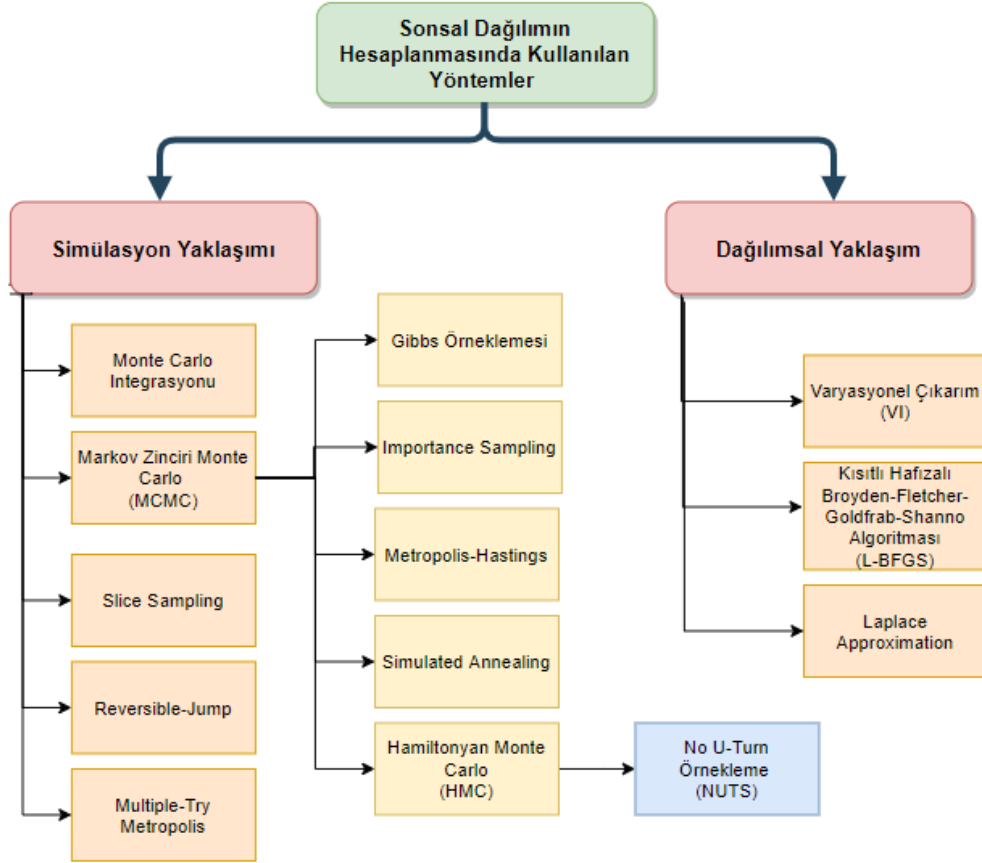 Sonsal Dağılımın
Hesaplanmasında Kullanılan
Yöntemler
Simülasyon Yaklaşımı
Dağılımsal Yaklaşım
Monte Carlo
Integrasyonu
Markov Zinciri Monte
Carlo
(MCMC)
Slice Sampling
Reversible-Jump
Multiple-Try
Metropolis
Gibbs Örneklemesi
Importance Sampling
Metropolis-Hastings
Simulated Annealing
Hamiltonyan Monte
Carlo
(HMC)
No U-Turn
Örnekleme
(NUTS)
Varyasyonel Çıkarım
(VI)
Kısıtlı Hafızalı
Broyden-Fletcher-
Goldfrab-Shanno
Algoritması
(L-BFGS)
Laplace
Approximation